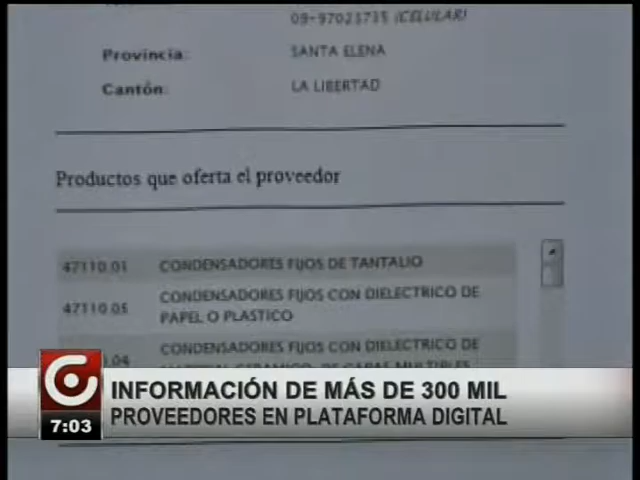 09-97023735 (CELULAR)
Provincia: SANTA ELENA
Cantón: LA LIBERTAD
Productos que oferta el proveedor
47110.01 CONDENSADORES FIJOS DE TANTALIO
47110.05 CONDENSADORES FIJOS CON DIELECTRICO DE
PAPEL O PLASTICO
.04 CONDENSADORES FIJOS CON DIELECTRICO DE
INFORMACIÓN DE MÁS DE 300 MIL
PROVEEDORES EN PLATAFORMA DIGITAL
7:03